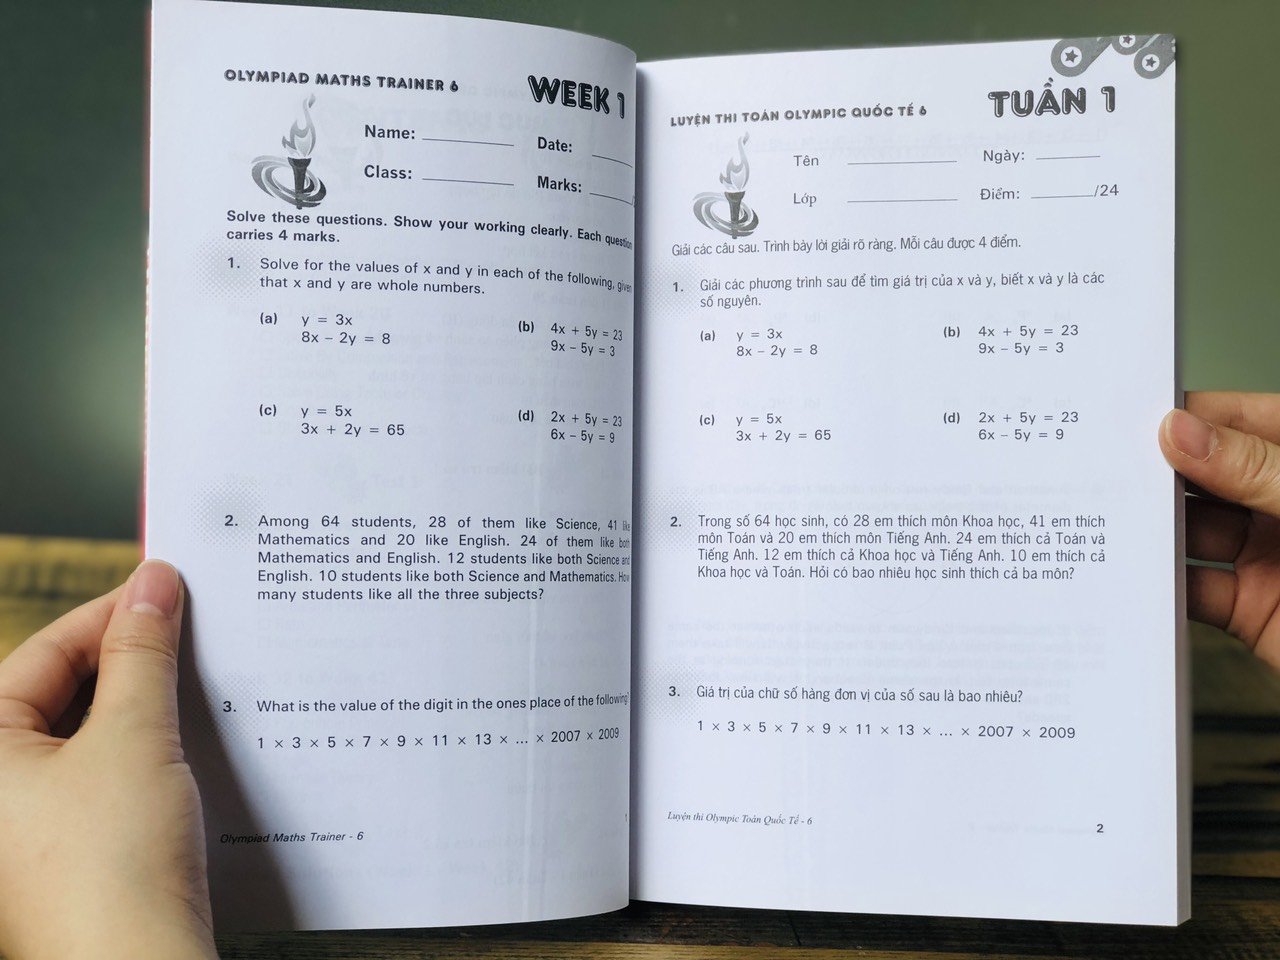 OLYMPIAD MATHS TRAINER 6
WEEK 1
Name:
Date:
Class:
Marks:
Solve these questions. Show your working clearly. Each question
carries 4 marks.
1. Solve for the values of x and y in each of the following, given
that x and y are whole numbers.
(a) y = 3x
8x – 2y = 8
(b) 4x + 5y = 23
9x – 5y = 3
(c) y = 5x
3x + 2y = 65
(d) 2x + 5y = 23
6x – 5y = 9
2. Among 64 students, 28 of them like Science, 41 like
Mathematics and 20 like English. 24 of them like both
Mathematics and English. 12 students like both Science and
English. 10 students like both Science and Mathematics. How
many students like all the three subjects?
3. What is the value of the digit in the ones place of the following?
1 × 3 × 5 × 7 × 9 × 11 × 13 × ... × 2007 × 2009
Olympiad Maths Trainer - 6
1
LUYỆN THI TOÁN OLYMPIC QUỐC TẾ 6
TUẦN 1
Tên
Ngày:
Lớp
Điểm: /24
Giải các câu sau. Trình bày lời giải rõ ràng. Mỗi câu được 4 điểm.
1. Giải các phương trình sau để tìm giá trị của x và y, biết x và y là các
số nguyên.
(a) y = 3x
8x – 2y = 8
(b) 4x + 5y = 23
9x – 5y = 3
(c) y = 5x
3x + 2y = 65
(d) 2x + 5y = 23
6x – 5y = 9
2. Trong số 64 học sinh, có 28 em thích môn Khoa học, 41 em thích
môn Toán và 20 em thích môn Tiếng Anh. 24 em thích cả Toán và
Tiếng Anh. 12 em thích cả Khoa học và Tiếng Anh. 10 em thích cả
Khoa học và Toán. Hỏi có bao nhiêu học sinh thích cả ba môn?
3. Giá trị của chữ số hàng đơn vị của số sau là bao nhiêu?
1 × 3 × 5 × 7 × 9 × 11 × 13 × ... × 2007 × 2009
Luyện thi Olympic Toán Quốc Tế - 6
2